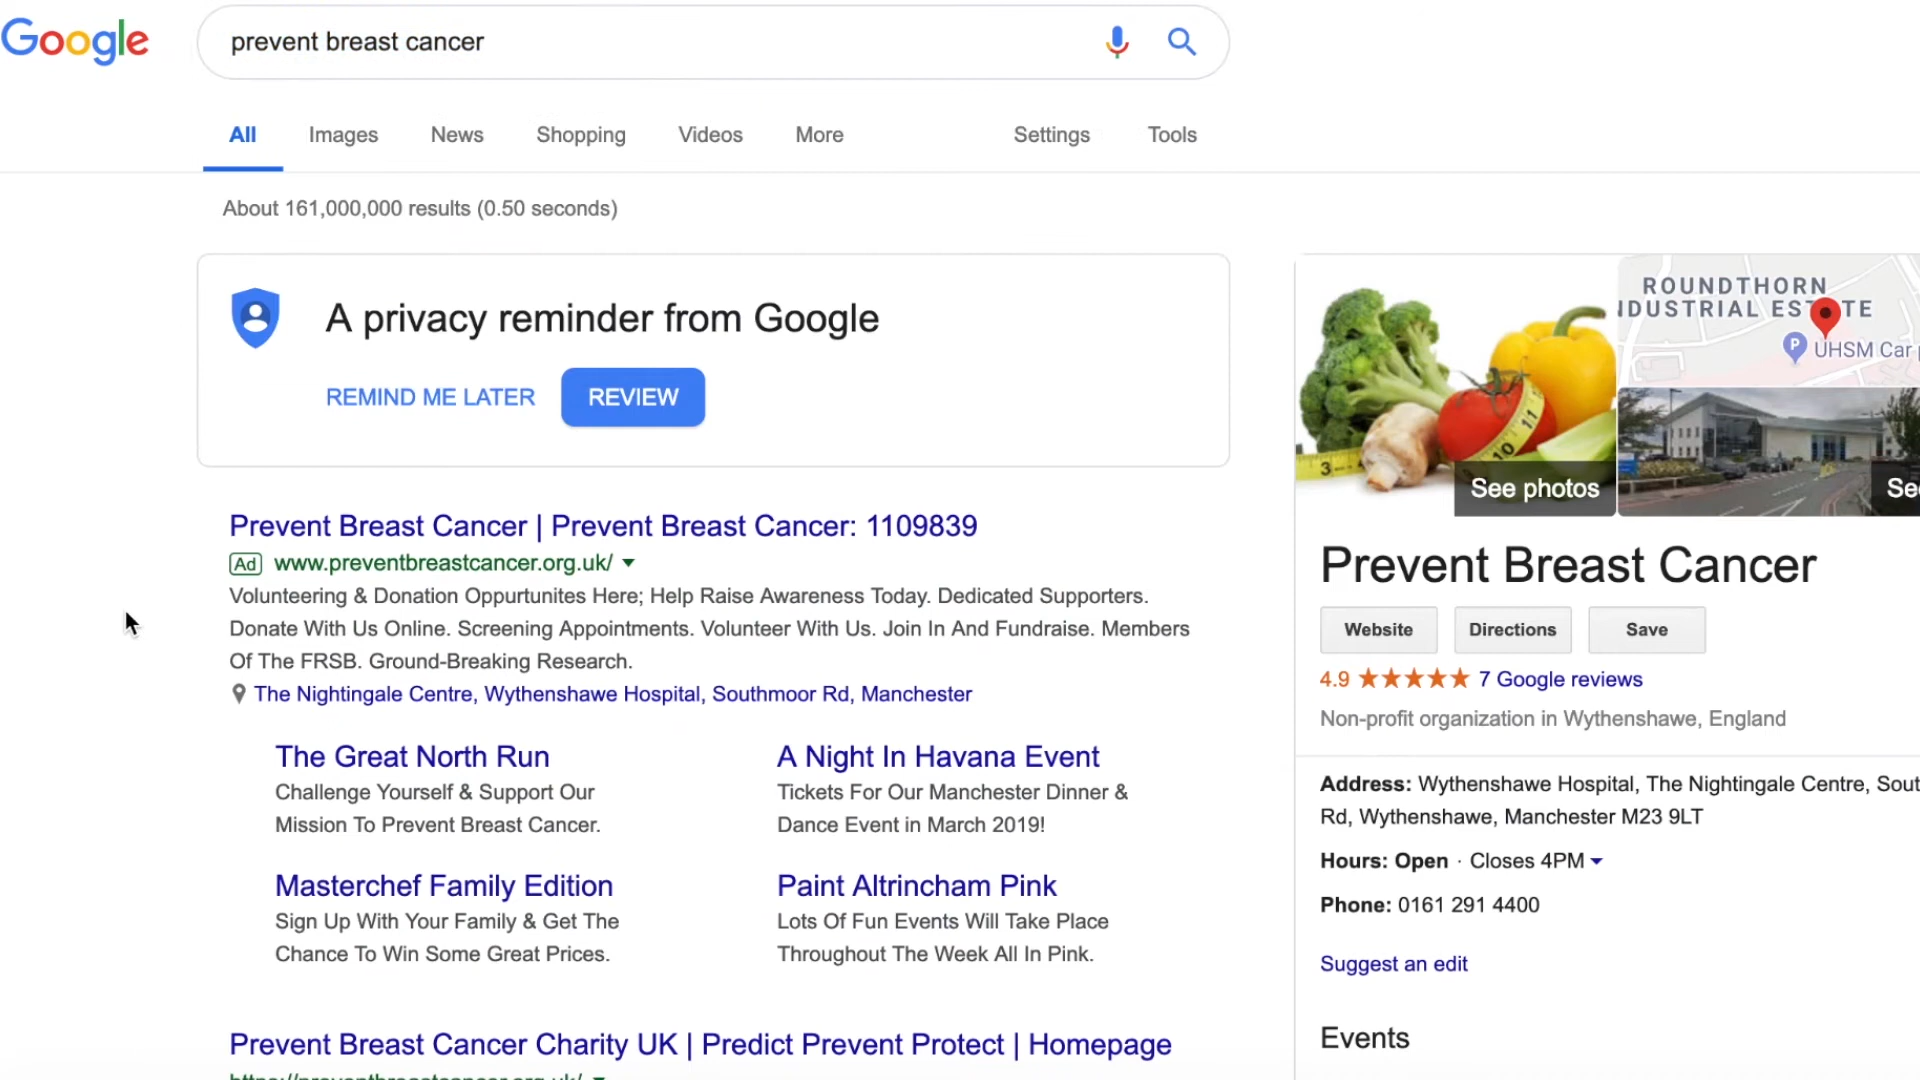 Google
prevent breast cancer
All Images News Shopping Videos More Settings Tools
About 161,000,000 results (0.50 seconds)
A privacy reminder from Google
REMIND ME LATER REVIEW
Prevent Breast Cancer | Prevent Breast Cancer: 1109839
Ad www.preventbreastcancer.org.uk/
Volunteering & Donation Oppurtunites Here; Help Raise Awareness Today. Dedicated Supporters.
Donate With Us Online. Screening Appointments. Volunteer With Us. Join In And Fundraise. Members
Of The FRSB. Ground-Breaking Research.
The Nightingale Centre, Wythenshawe Hospital, Southmoor Rd, Manchester
The Great North Run
Challenge Yourself & Support Our
Mission To Prevent Breast Cancer.
A Night In Havana Event
Tickets For Our Manchester Dinner &
Dance Event in March 2019!
Masterchef Family Edition
Sign Up With Your Family & Get The
Chance To Win Some Great Prices.
Paint Altrincham Pink
Lots Of Fun Events Will Take Place
Throughout The Week All In Pink.
Prevent Breast Cancer Charity UK | Predict Prevent Protect | Homepage
https://preventbreastcancer.org.uk/
ROUNDTHORN
P UHSM Car
3 10 11
See photos
Prevent Breast Cancer
Website Directions Save
4.9 7 Google reviews
Non-profit organization in Wythenshawe, England
Address: Wythenshawe Hospital, The Nightingale Centre,
Rd, Wythenshawe, Manchester M23 9LT
Hours: Open · Closes 4PM
Phone: 0161 291 4400
Suggest an edit
Events